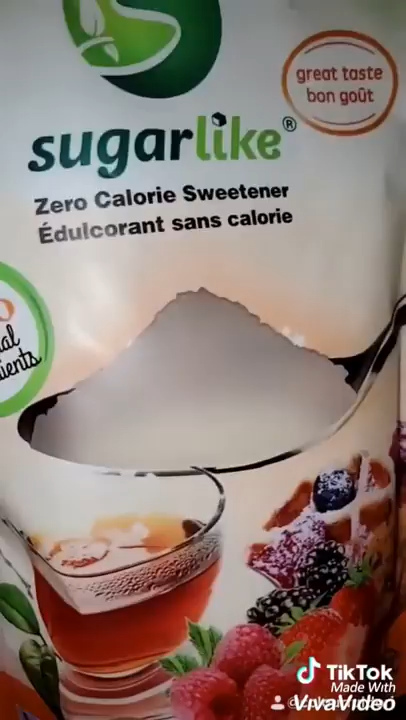 great taste
bon goût
sugarlike®
Zero Calorie Sweetener
Édulcorant sans calorie
TikTok
Made With
VivaVideo